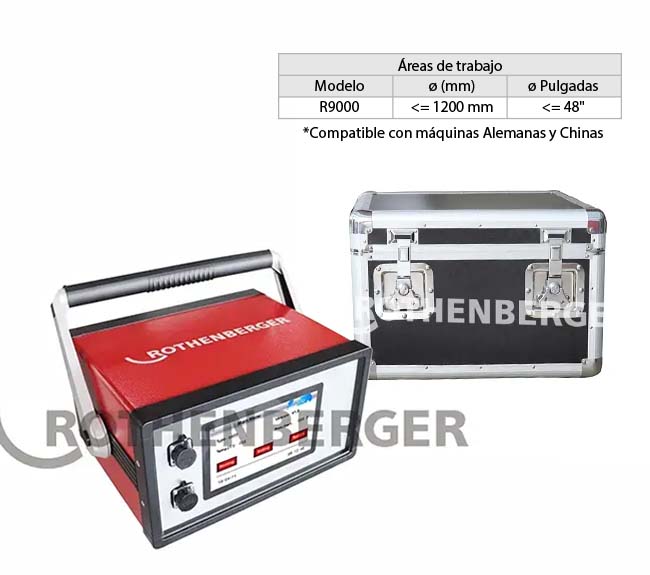 Áreas de trabajo
Modelo ø (mm) ø Pulgadas
R9000 <= 1200 mm <= 48"
*Compatible con máquinas Alemanas y Chinas
ROTHENBERGER
ROTHENBERGER
ROTHENBERGER